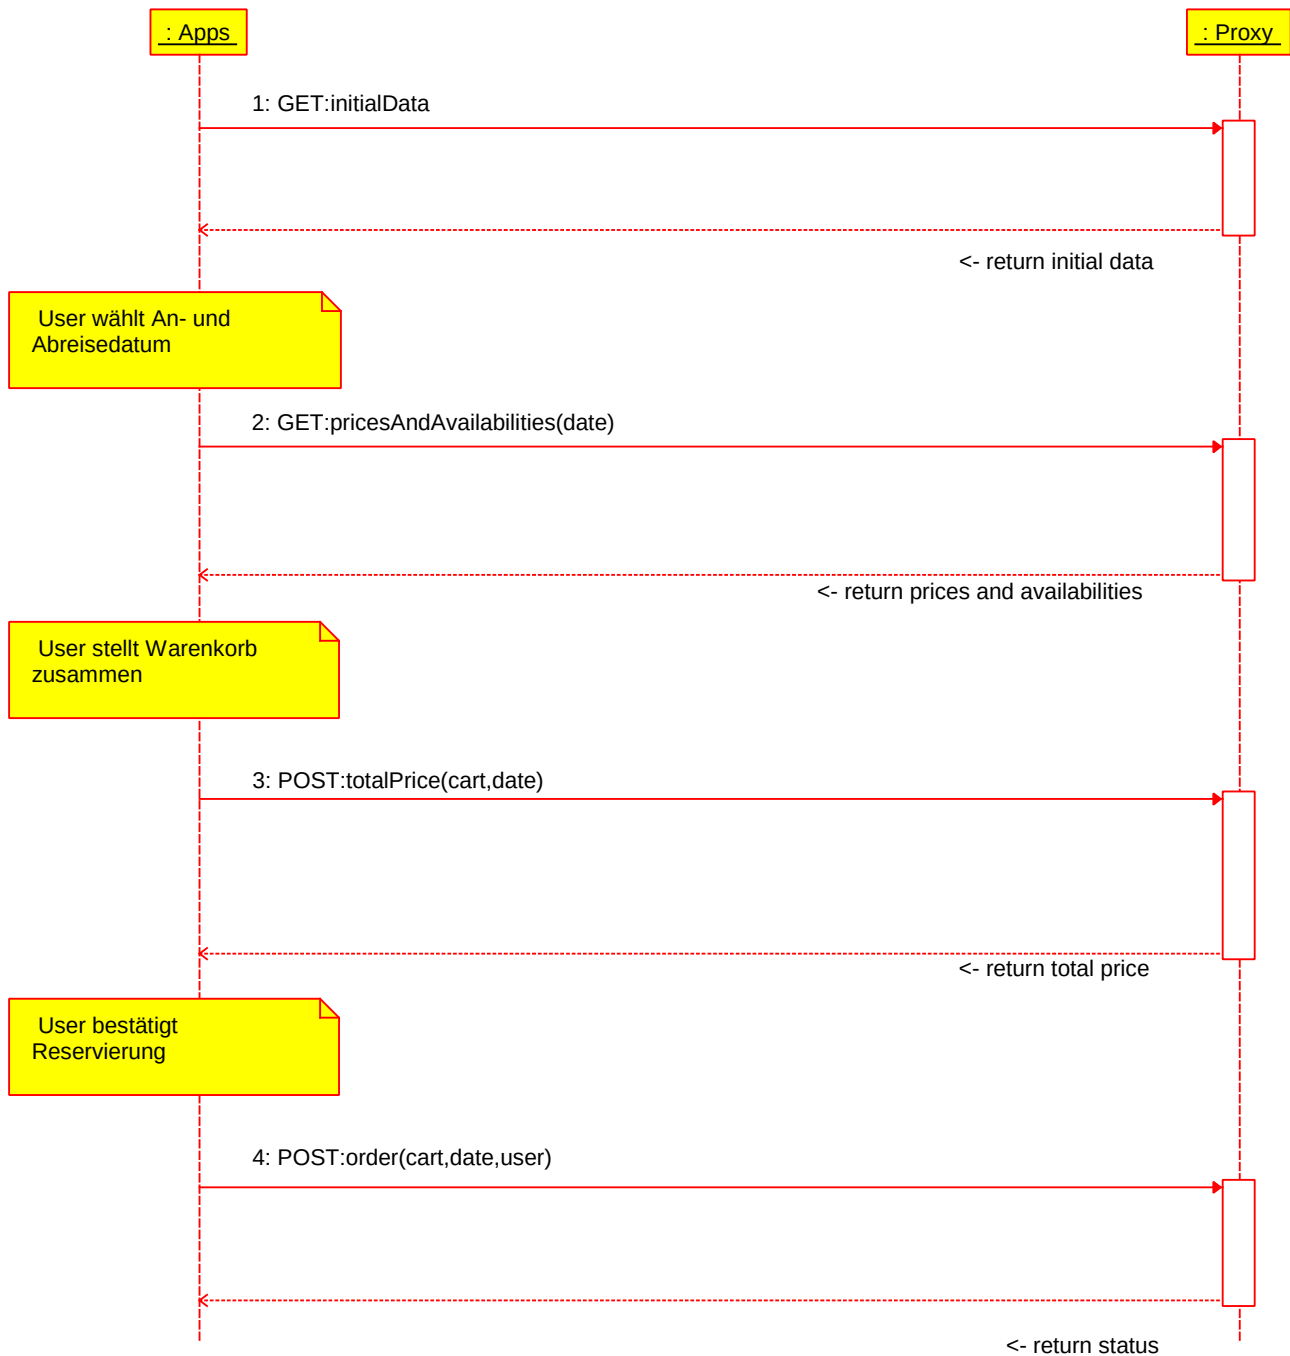 : Apps
: Proxy
1: GET:initialData
<- return initial data
User wählt An- und
Abreisedatum
2: GET:pricesAndAvailabilities(date)
<- return prices and availabilities
User stellt Warenkorb
zusammen
3: POST:totalPrice(cart,date)
<- return total price
User bestätigt
Reservierung
4: POST:order(cart,date,user)
<- return status